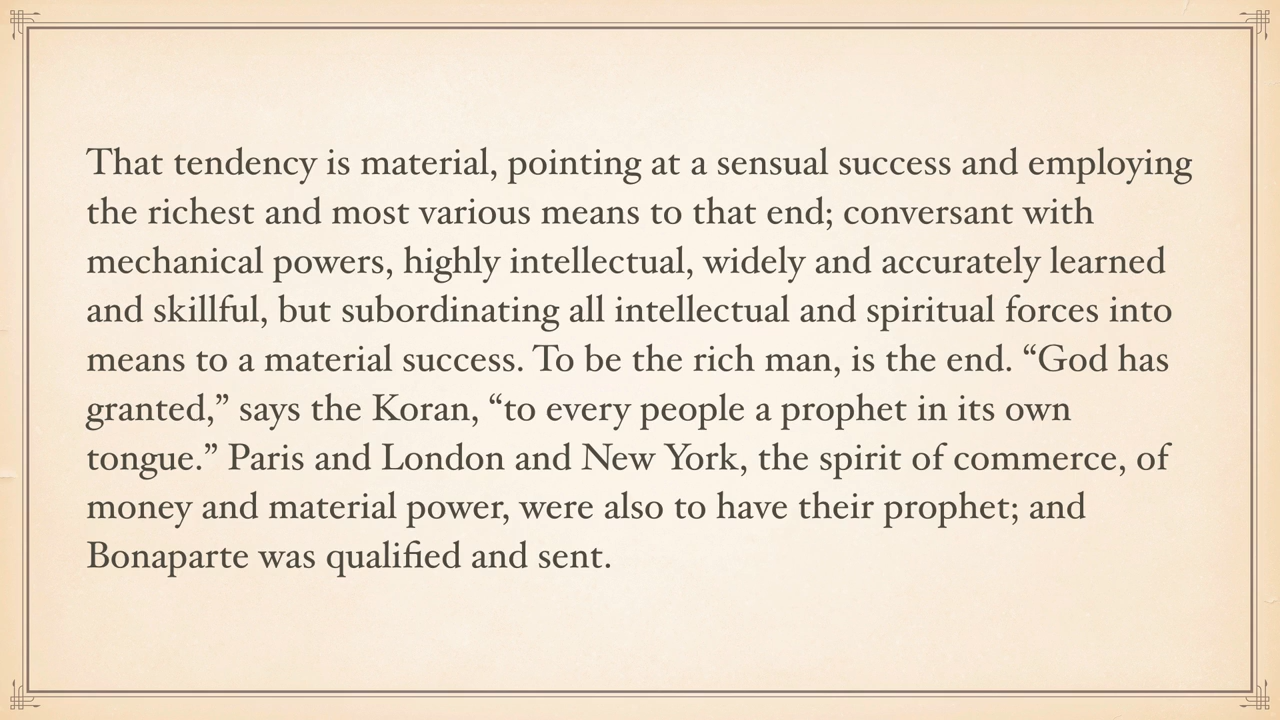 That tendency is material, pointing at a sensual success and employing
the richest and most various means to that end; conversant with
mechanical powers, highly intellectual, widely and accurately learned
and skillful, but subordinating all intellectual and spiritual forces into
means to a material success. To be the rich man, is the end. “God has
granted,” says the Koran, “to every people a prophet in its own
tongue.” Paris and London and New York, the spirit of commerce, of
money and material power, were also to have their prophet; and
Bonaparte was qualified and sent.